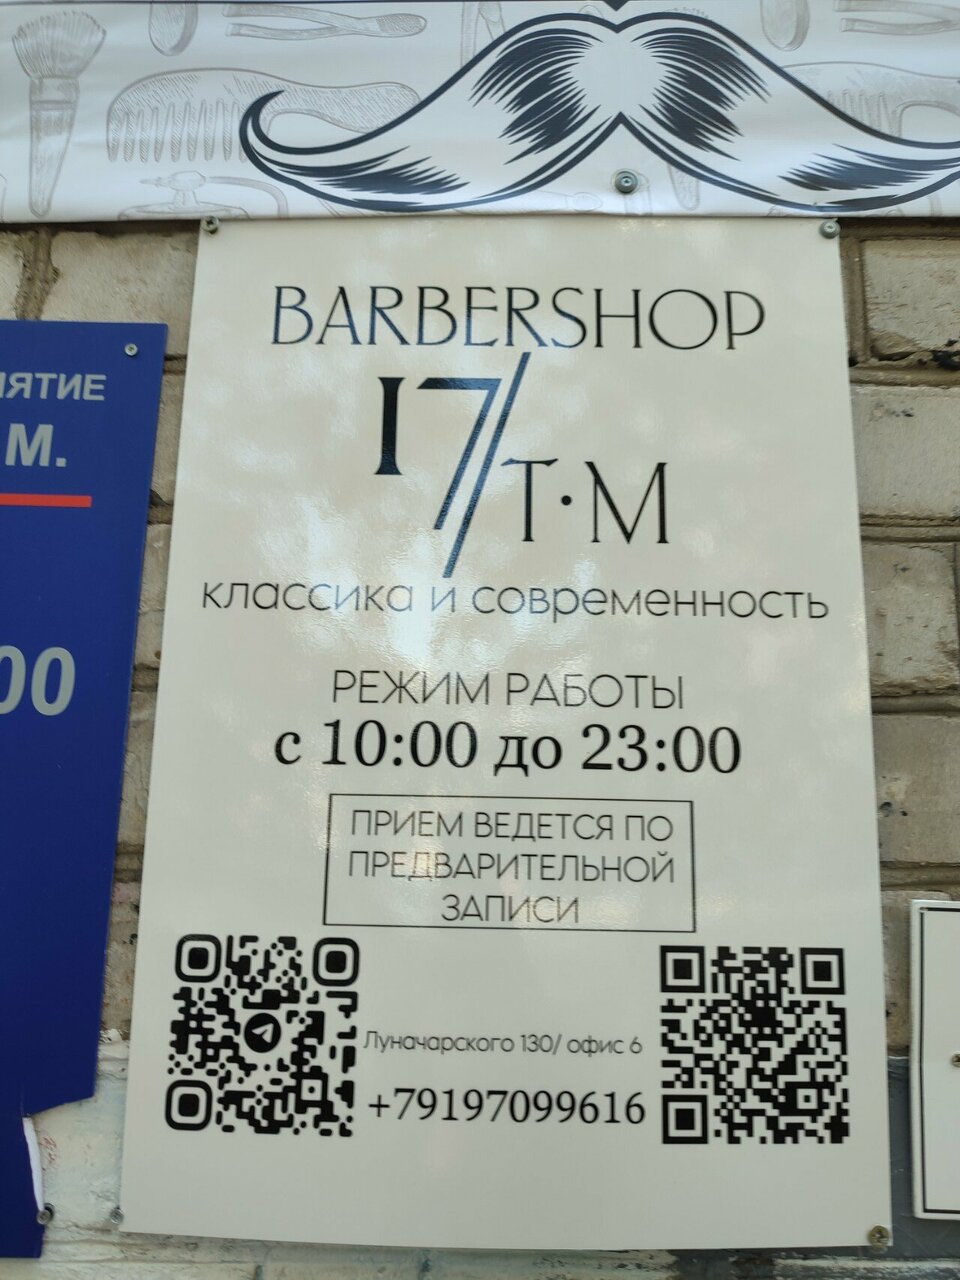 BARBERSHOP
17/Т·М
классика и современность
РЕЖИМ РАБОТЫ
с 10:00 до 23:00
ПРИЕМ ВЕДЕТСЯ ПО
ПРЕДВАРИТЕЛЬНОЙ
ЗАПИСИ
Луначарского 130/ офис 6
+79197099616
М.
00